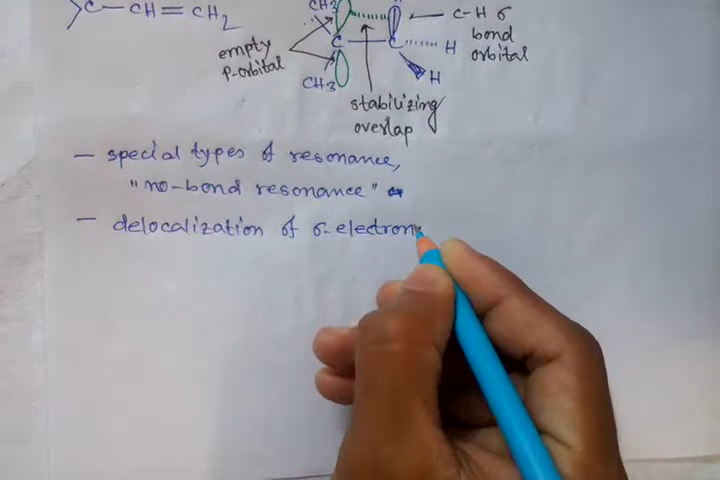 C — CH = CH2
CH3
C — C
H
H
CH3
empty
p-orbital
C-H σ
bond
orbital
stabilizing
overlap
— special types of resonance,
"no-bond resonance"
— delocalization of σ-electron